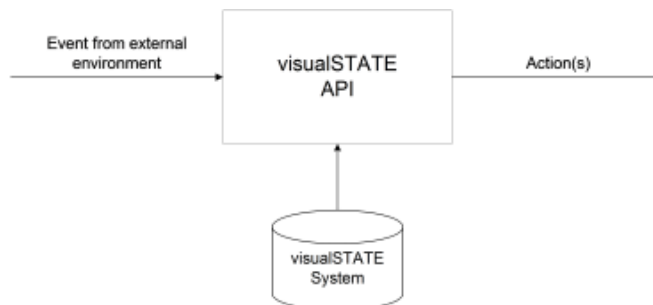 Event from external
environment
visualSTATE
API
Action(s)
visualSTATE
System